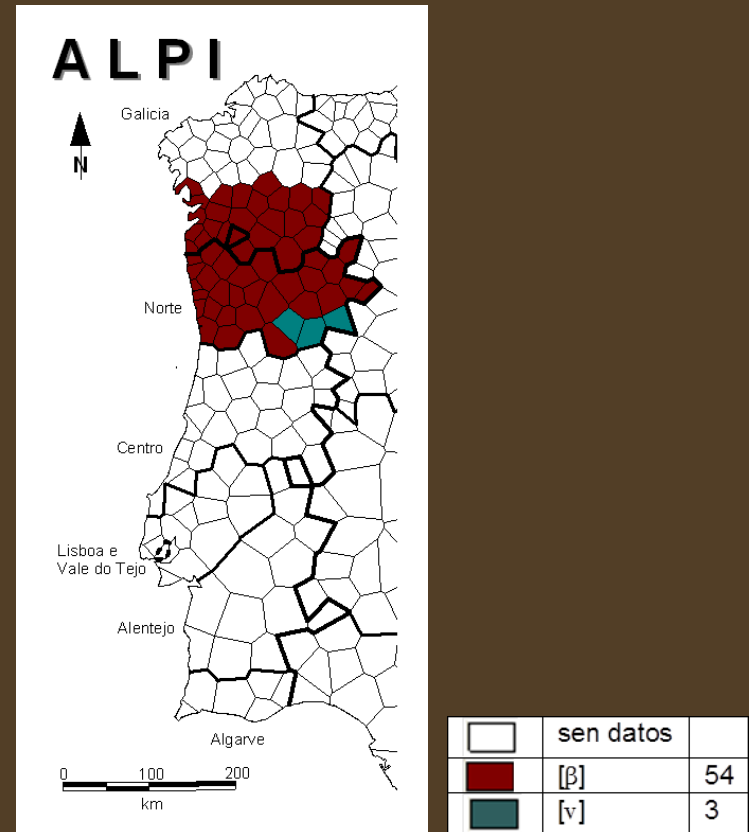 ALPI
Galicia
N
Norte
Centro
Lisboa e
Vale do Tejo
Alentejo
Algarve
0 100 200
km
sen datos
[β] 54
[v] 3